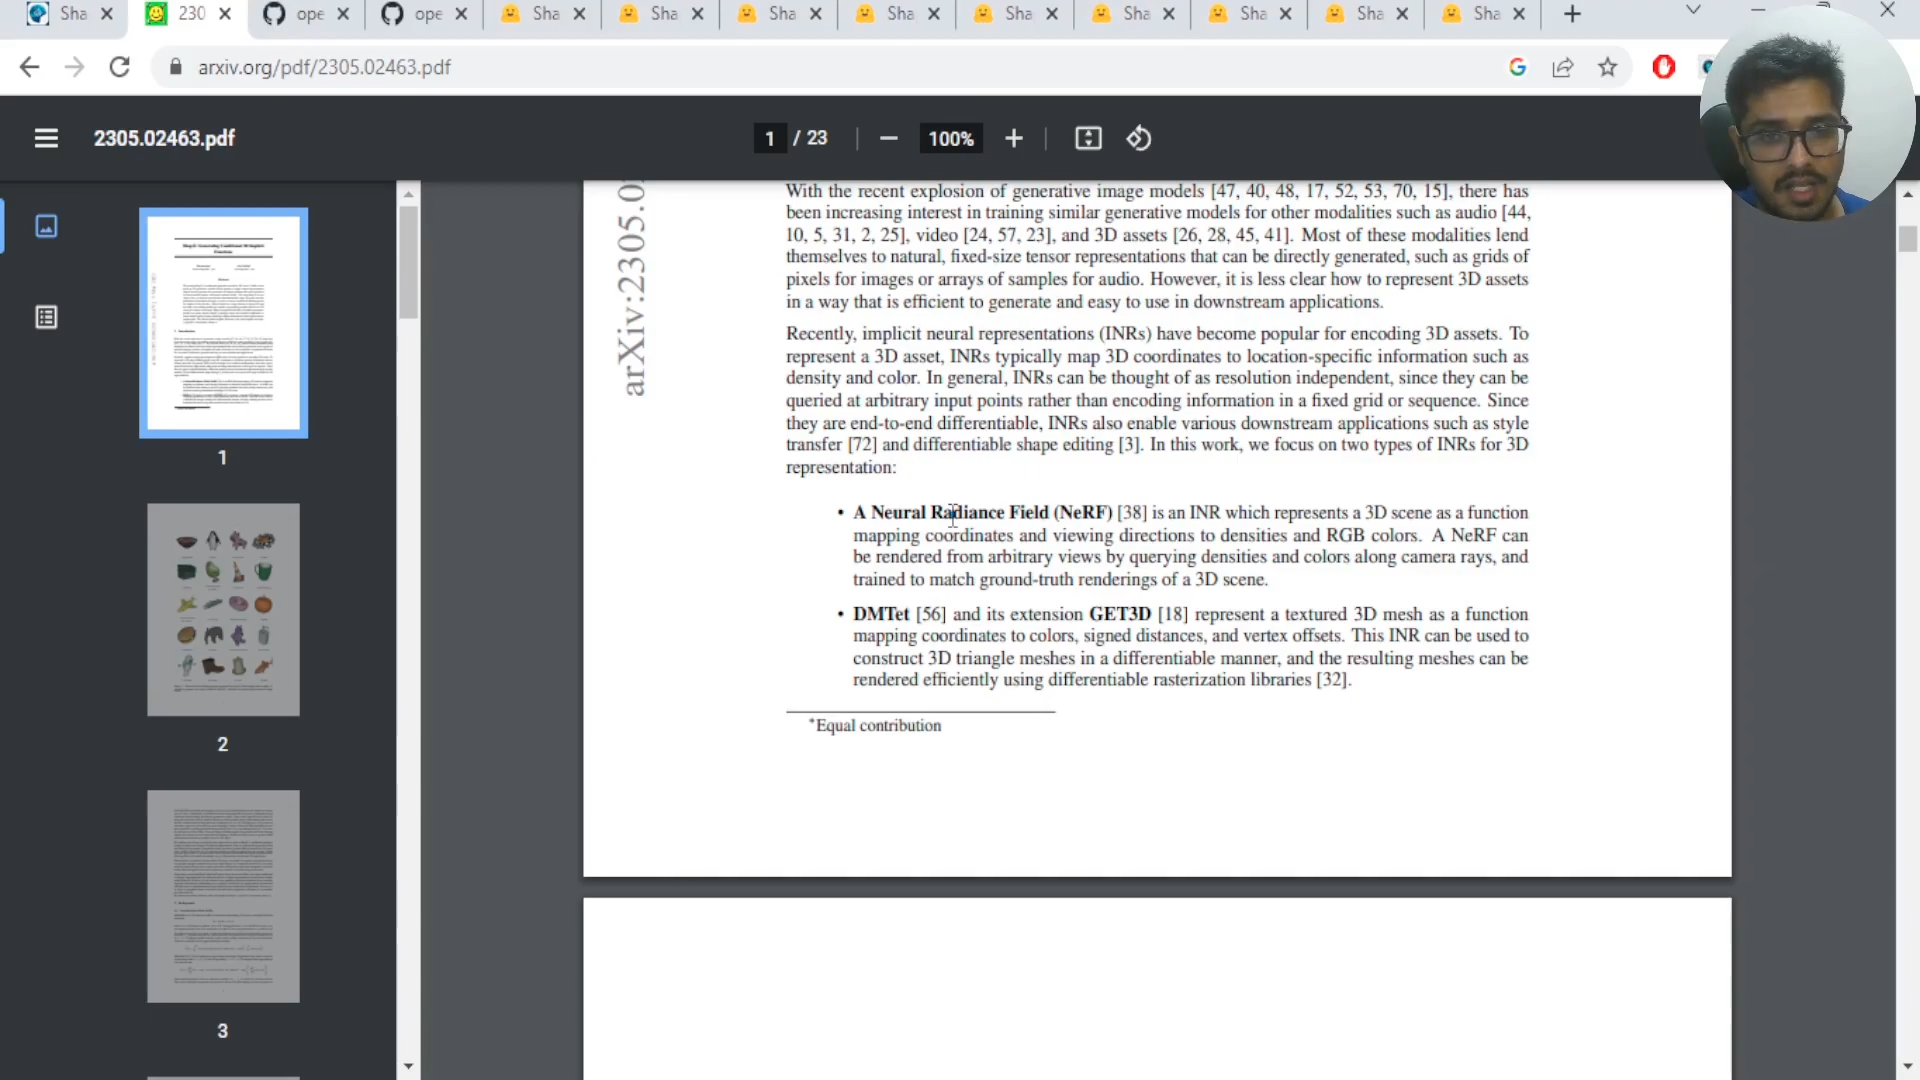 Sha
230
ope
ope
Sha
Sha
Sha
Sha
Sha
Sha
Sha
Sha
Sha
arxiv.org/pdf/2305.02463.pdf
2305.02463.pdf
1 / 23
100%
arXiv:2305.0
With the recent explosion of generative image models [47, 40, 48, 17, 52, 53, 70, 15], there has
been increasing interest in training similar generative models for other modalities such as audio [44,
10, 5, 31, 2, 25], video [24, 57, 23], and 3D assets [26, 28, 45, 41]. Most of these modalities lend
themselves to natural, fixed-size tensor representations that can be directly generated, such as grids of
pixels for images or arrays of samples for audio. However, it is less clear how to represent 3D assets
in a way that is efficient to generate and easy to use in downstream applications.
Recently, implicit neural representations (INRs) have become popular for encoding 3D assets. To
represent a 3D asset, INRs typically map 3D coordinates to location-specific information such as
density and color. In general, INRs can be thought of as resolution independent, since they can be
queried at arbitrary input points rather than encoding information in a fixed grid or sequence. Since
they are end-to-end differentiable, INRs also enable various downstream applications such as style
transfer [72] and differentiable shape editing [3]. In this work, we focus on two types of INRs for 3D
representation:
• A Neural Radiance Field (NeRF) [38] is an INR which represents a 3D scene as a function
mapping coordinates and viewing directions to densities and RGB colors. A NeRF can
be rendered from arbitrary views by querying densities and colors along camera rays, and
trained to match ground-truth renderings of a 3D scene.
• DMTet [56] and its extension GET3D [18] represent a textured 3D mesh as a function
mapping coordinates to colors, signed distances, and vertex offsets. This INR can be used to
construct 3D triangle meshes in a differentiable manner, and the resulting meshes can be
rendered efficiently using differentiable rasterization libraries [32].
*Equal contribution
1
2
3